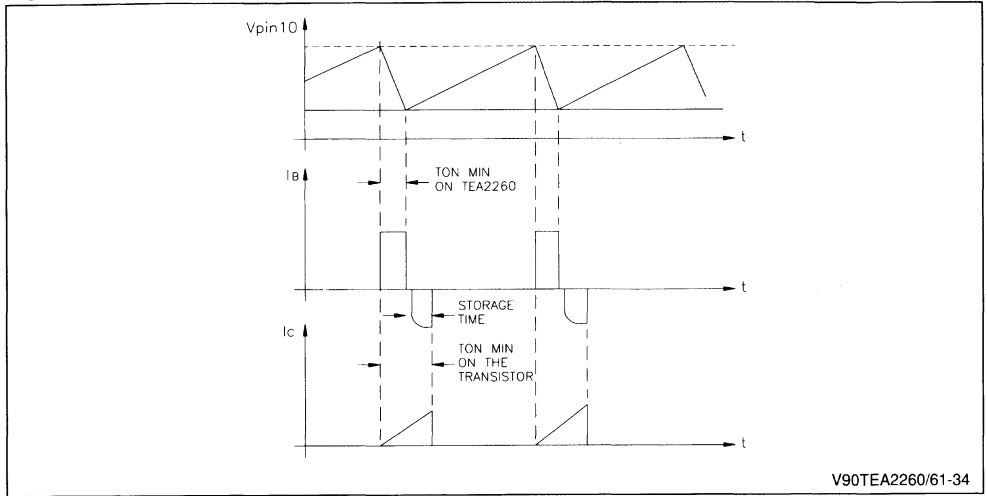 Vpin10
t
TON MIN
ON TEA2260
IB
t
STORAGE
TIME
IC
TON MIN
ON THE
TRANSISTOR
t
V90TEA2260/61-34